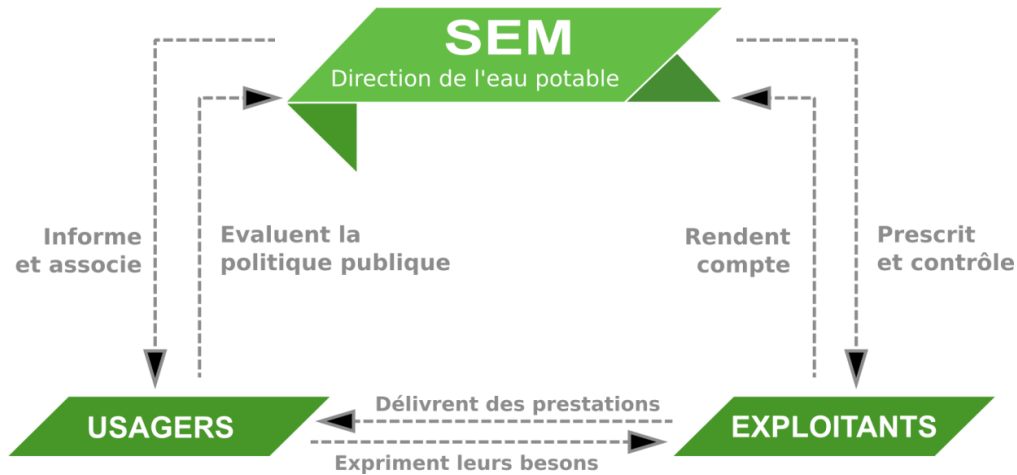 SEM
Direction de l'eau potable
Informe
et associe
Evaluent la
politique publique
Rendent
compte
Prescrit
et contrôle
Délivrent des prestations
USAGERS
EXPLOITANTS
Expriment leurs besons